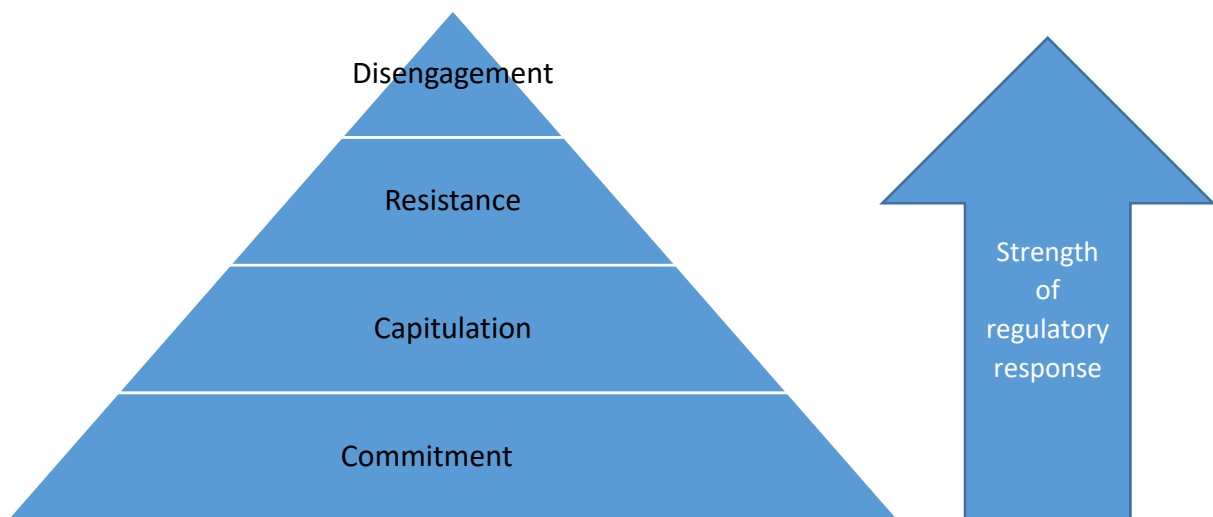 Disengagement
Resistance
Capitulation
Commitment
Strength
of
regulatory
response